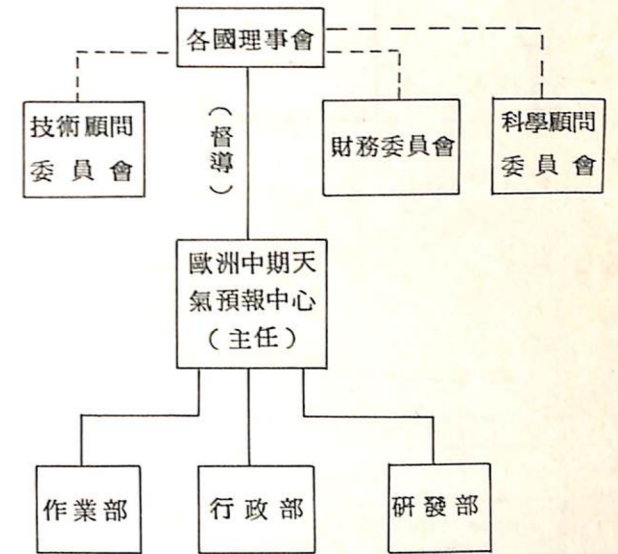 各國理事會
技術顧問
委員會
（督導）
財務委員會
科學顧問
委員會
歐洲中期天
氣預報中心
（主任）
作業部
行政部
研發部